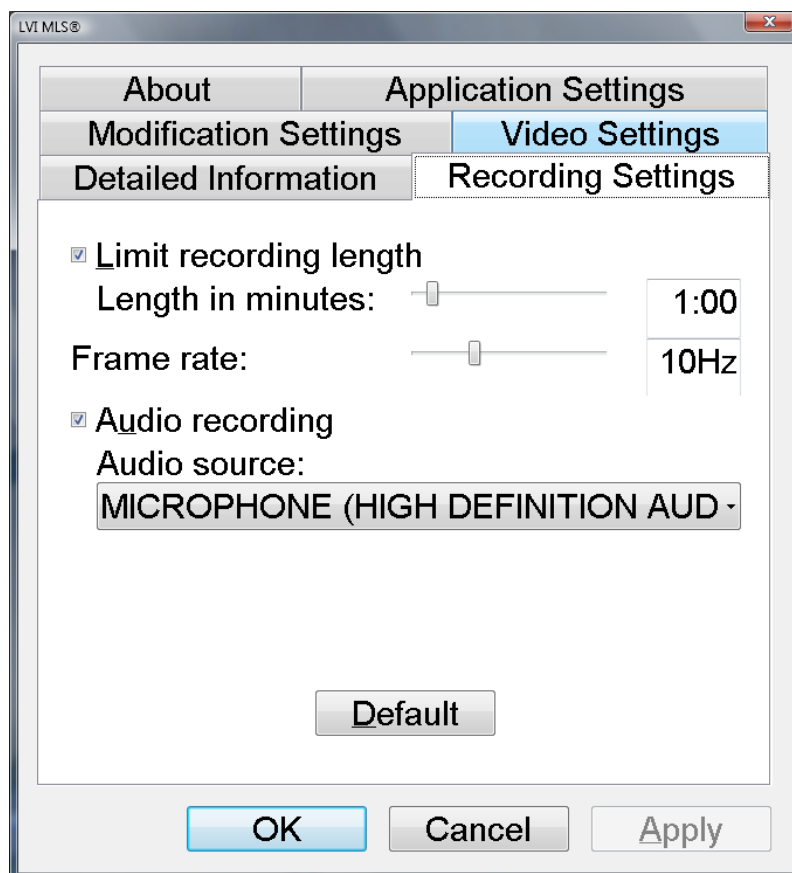 LVI MLS®
About Application Settings
Modification Settings Video Settings
Detailed Information Recording Settings
Limit recording length
Length in minutes: 1:00
Frame rate: 10Hz
Audio recording
Audio source:
MICROPHONE (HIGH DEFINITION AUD
Default
OK Cancel Apply